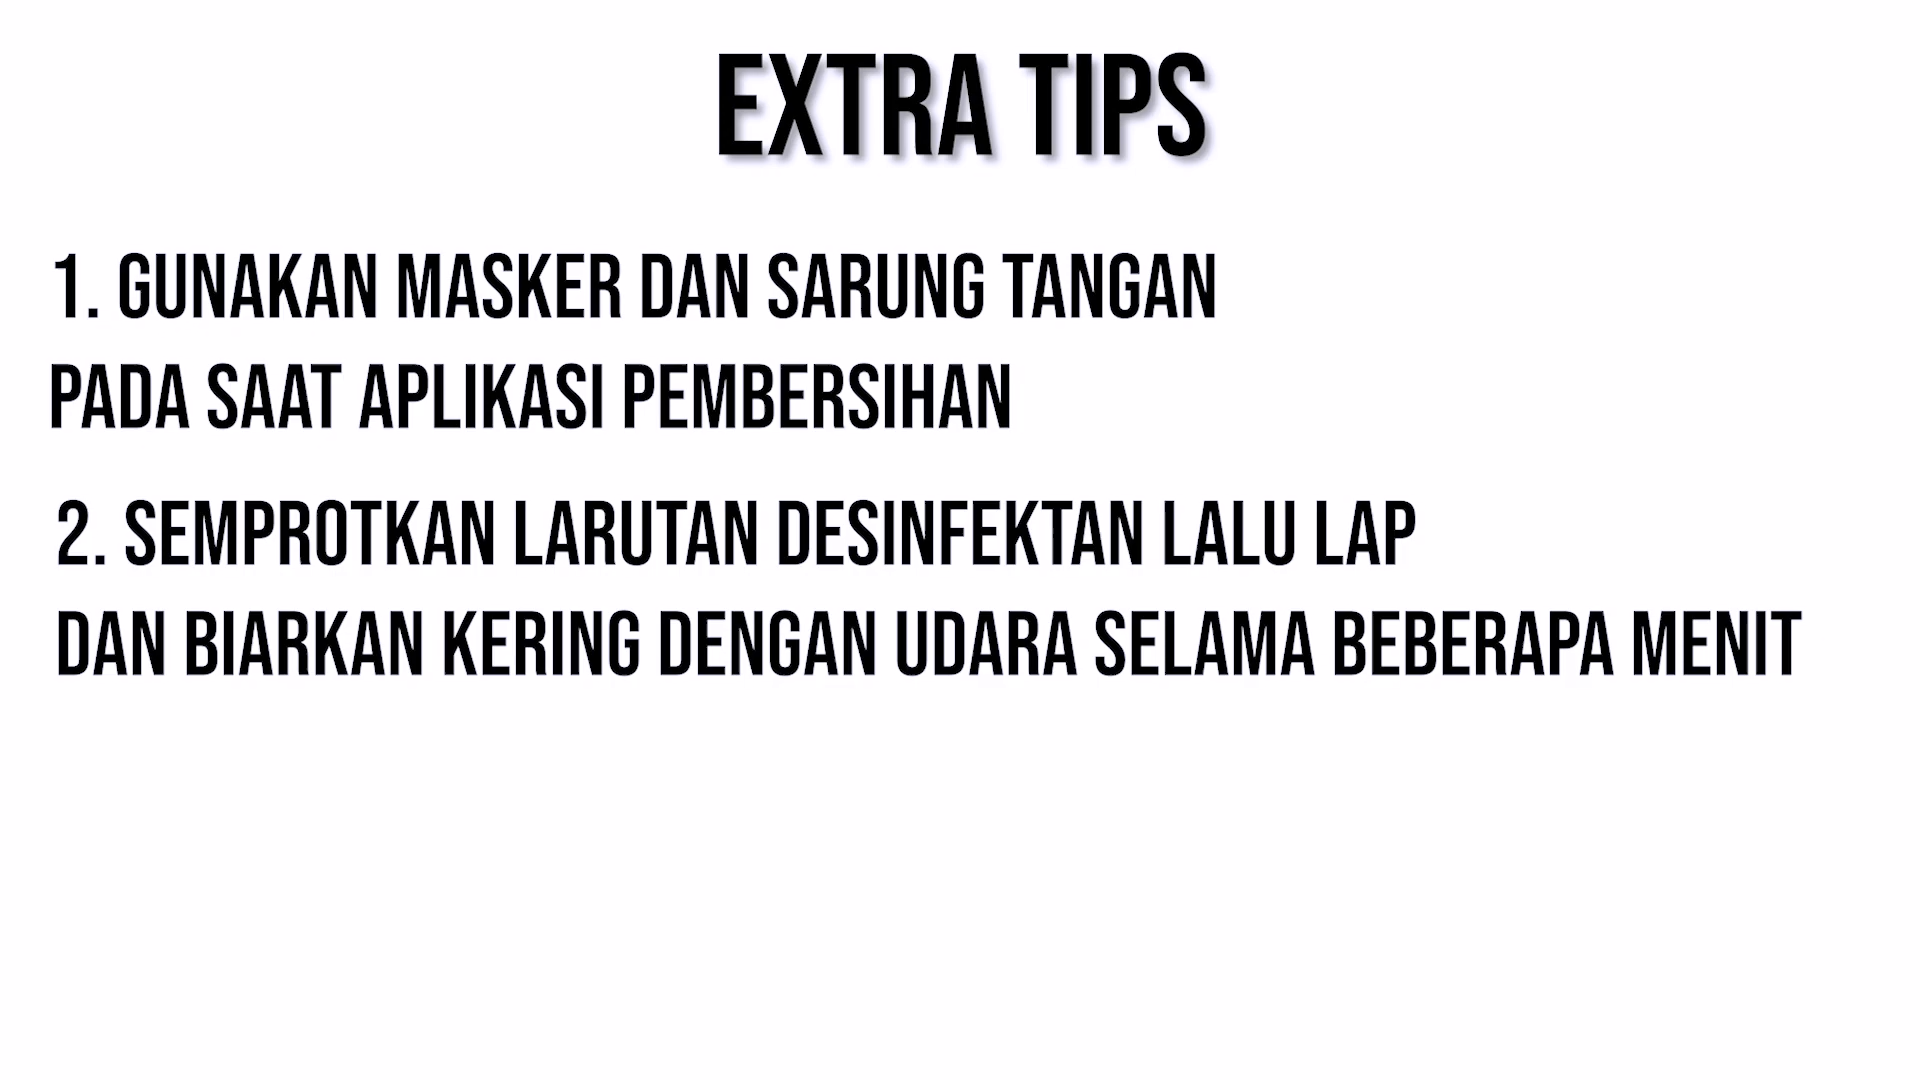 EXTRA TIPS
1. GUNAKAN MASKER DAN SARUNG TANGAN
PADA SAAT APLIKASI PEMBERSIHAN
2. SEMPROTKAN LARUTAN DESINFEKTAN LALU LAP
DAN BIARKAN KERING DENGAN UDARA SELAMA BEBERAPA MENIT